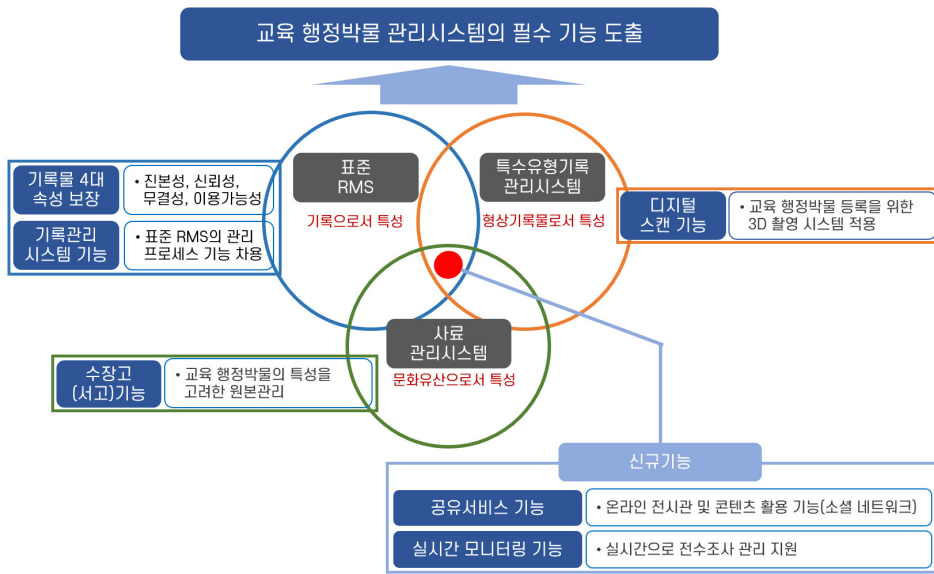 교육 행정박물 관리시스템의 필수 기능 도출
표준
RMS
기록으로서 특성
특수유형기록
관리시스템
형상기록물로서 특성
기록물 4대
속성 보장
• 진본성, 신뢰성,
무결성, 이용가능성
기록관리
시스템 기능
• 표준 RMS의 관리
프로세스 기능 차용
디지털
스캔 기능
• 교육 행정박물 등록을 위한
3D 촬영 시스템 적용
사료
관리시스템
문화유산으로서 특성
수장고
(서고)기능
• 교육 행정박물의 특성을
고려한 원본관리
신규기능
공유서비스 기능
• 온라인 전시관 및 콘텐츠 활용 기능(소셜 네트워크)
실시간 모니터링 기능
• 실시간으로 전수조사 관리 지원